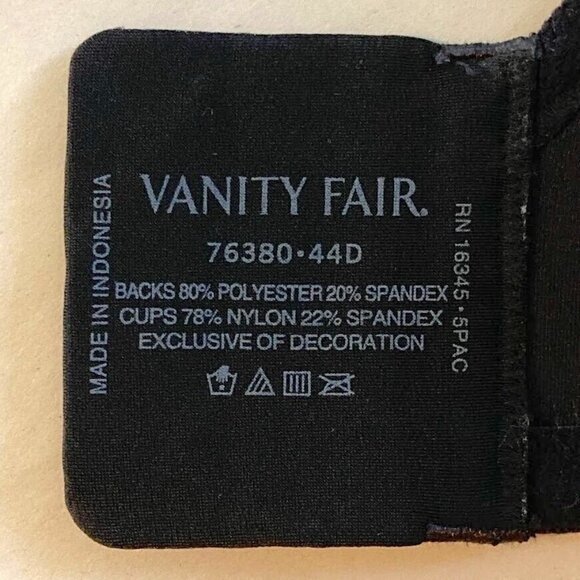 VANITY FAIR.
76380•44D
BACKS 80% POLYESTER 20% SPANDEX
CUPS 78% NYLON 22% SPANDEX
EXCLUSIVE OF DECORATION
MADE IN INDONESIA
RN 16345 • 5PAC